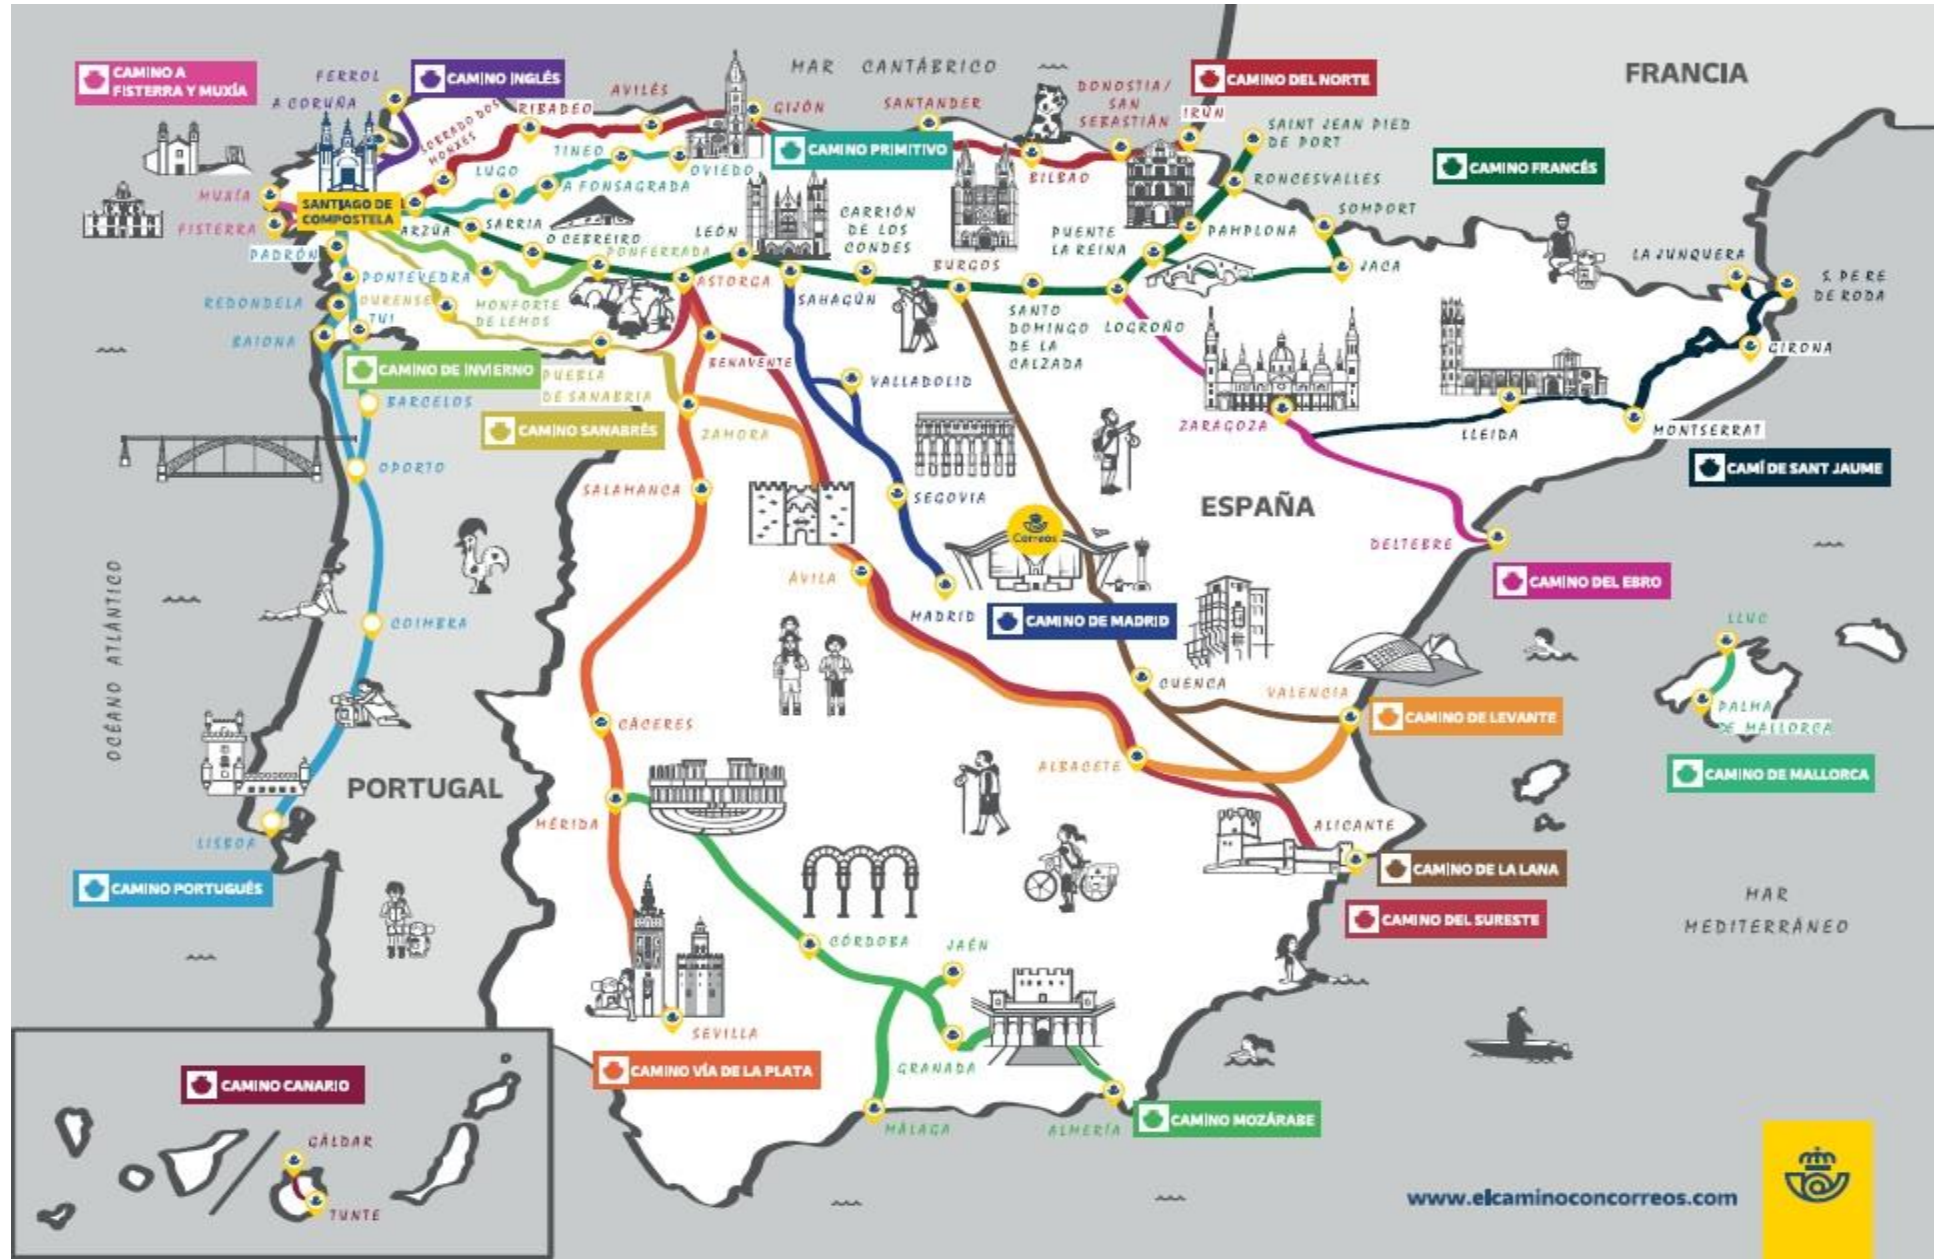 CAMINO A
FISTERRA Y MUXÍA
FERROL
CAMINO INGLÉS
A CORUÑA
SOBRADO DOS
MONXES
RIBADEO
AVILÉS
GIJÓN
MAR CANTÁBRICO
SANTANDER
DONOSTIA/
SAN
SEBASTIÁN
CAMINO DEL NORTE
IRÚN
FRANCIA
SAINT JEAN PIED
DE PORT
CAMINO PRIMITIVO
TINEO
LUGO
A FONSAGRADA
OVIEDO
BILBAO
RONCESVALLES
CAMINO FRANCÉS
MUXÍA
FISTERRA
SANTIAGO DE
COMPOSTELA
ARZÚA
SARRIA
O CEBREIRO
PONFERRADA
LEÓN
CARRIÓN
DE LOS
CONDES
BURGOS
PUENTE
LA REINA
PAMPLONA
SOMPORT
JACA
LA JUNQUERA
S. PERE
DE RODA
PADRÓN
PONTEVEDRA
REDONDELA
OURENSE
TUI
BAIONA
MONFORTE
DE LEMOS
ASTORGA
SAHAGÚN
SANTO
DOMINGO
DE LA
CALZADA
LOGROÑO
GIRONA
BENAVENTE
CAMINO DE INVIERNO
PUEBLA
DE SANABRIA
VALLADOLID
BARCELOS
CAMINO SANABRÉS
ZAMORA
ZARAGOZA
LLEIDA
MONTSERRAT
CAMÍ DE SANT JAUME
OPORTO
SALAMANCA
SEGOVIA
ESPAÑA
Correos
DELTEBRE
CAMINO DEL EBRO
OCÉANO ATLÁNTICO
ÁVILA
MADRID
CAMINO DE MADRID
COIMBRA
LLUC
CUENCA
VALENCIA
CAMINO DE LEVANTE
PALMA
DE MALLORCA
CAMINO DE MALLORCA
CÁCERES
ALBACETE
PORTUGAL
MÉRIDA
ALICANTE
LISBOA
CAMINO DE LA LANA
CAMINO PORTUGUÉS
CAMINO DEL SURESTE
MAR
MEDITERRÁNEO
CÓRDOBA
JAÉN
SEVILLA
CAMINO VÍA DE LA PLATA
GRANADA
MÁLAGA
ALMERÍA
CAMINO MOZÁRABE
CAMINO CANARIO
GÁLDAR
TUNTE
www.elcaminoconcorreos.com